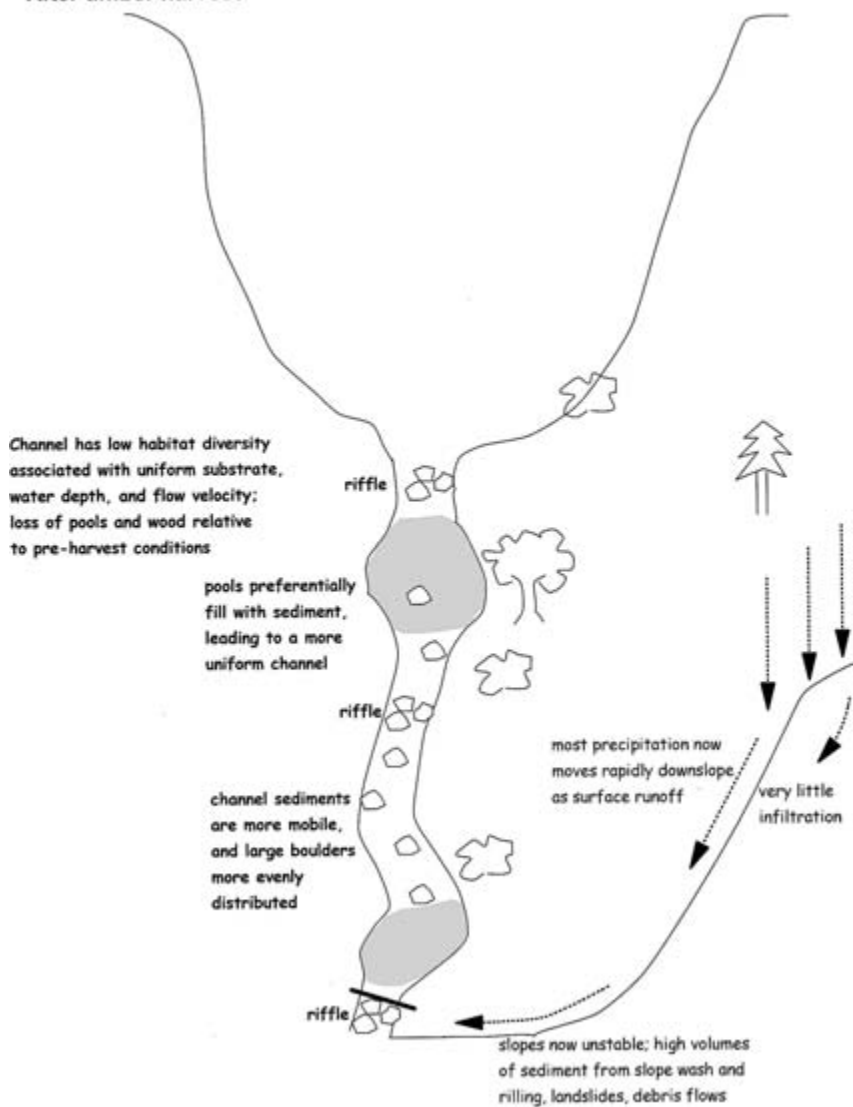 Channel has low habitat diversity
associated with uniform substrate,
water depth, and flow velocity;
loss of pools and wood relative
to pre-harvest conditions
riffle
pools preferentially
fill with sediment,
leading to a more
uniform channel
riffle
most precipitation now
moves rapidly downslope
as surface runoff
very little
infiltration
channel sediments
are more mobile,
and large boulders
more evenly
distributed
riffle
slopes now unstable; high volumes
of sediment from slope wash and
rilling, landslides, debris flows